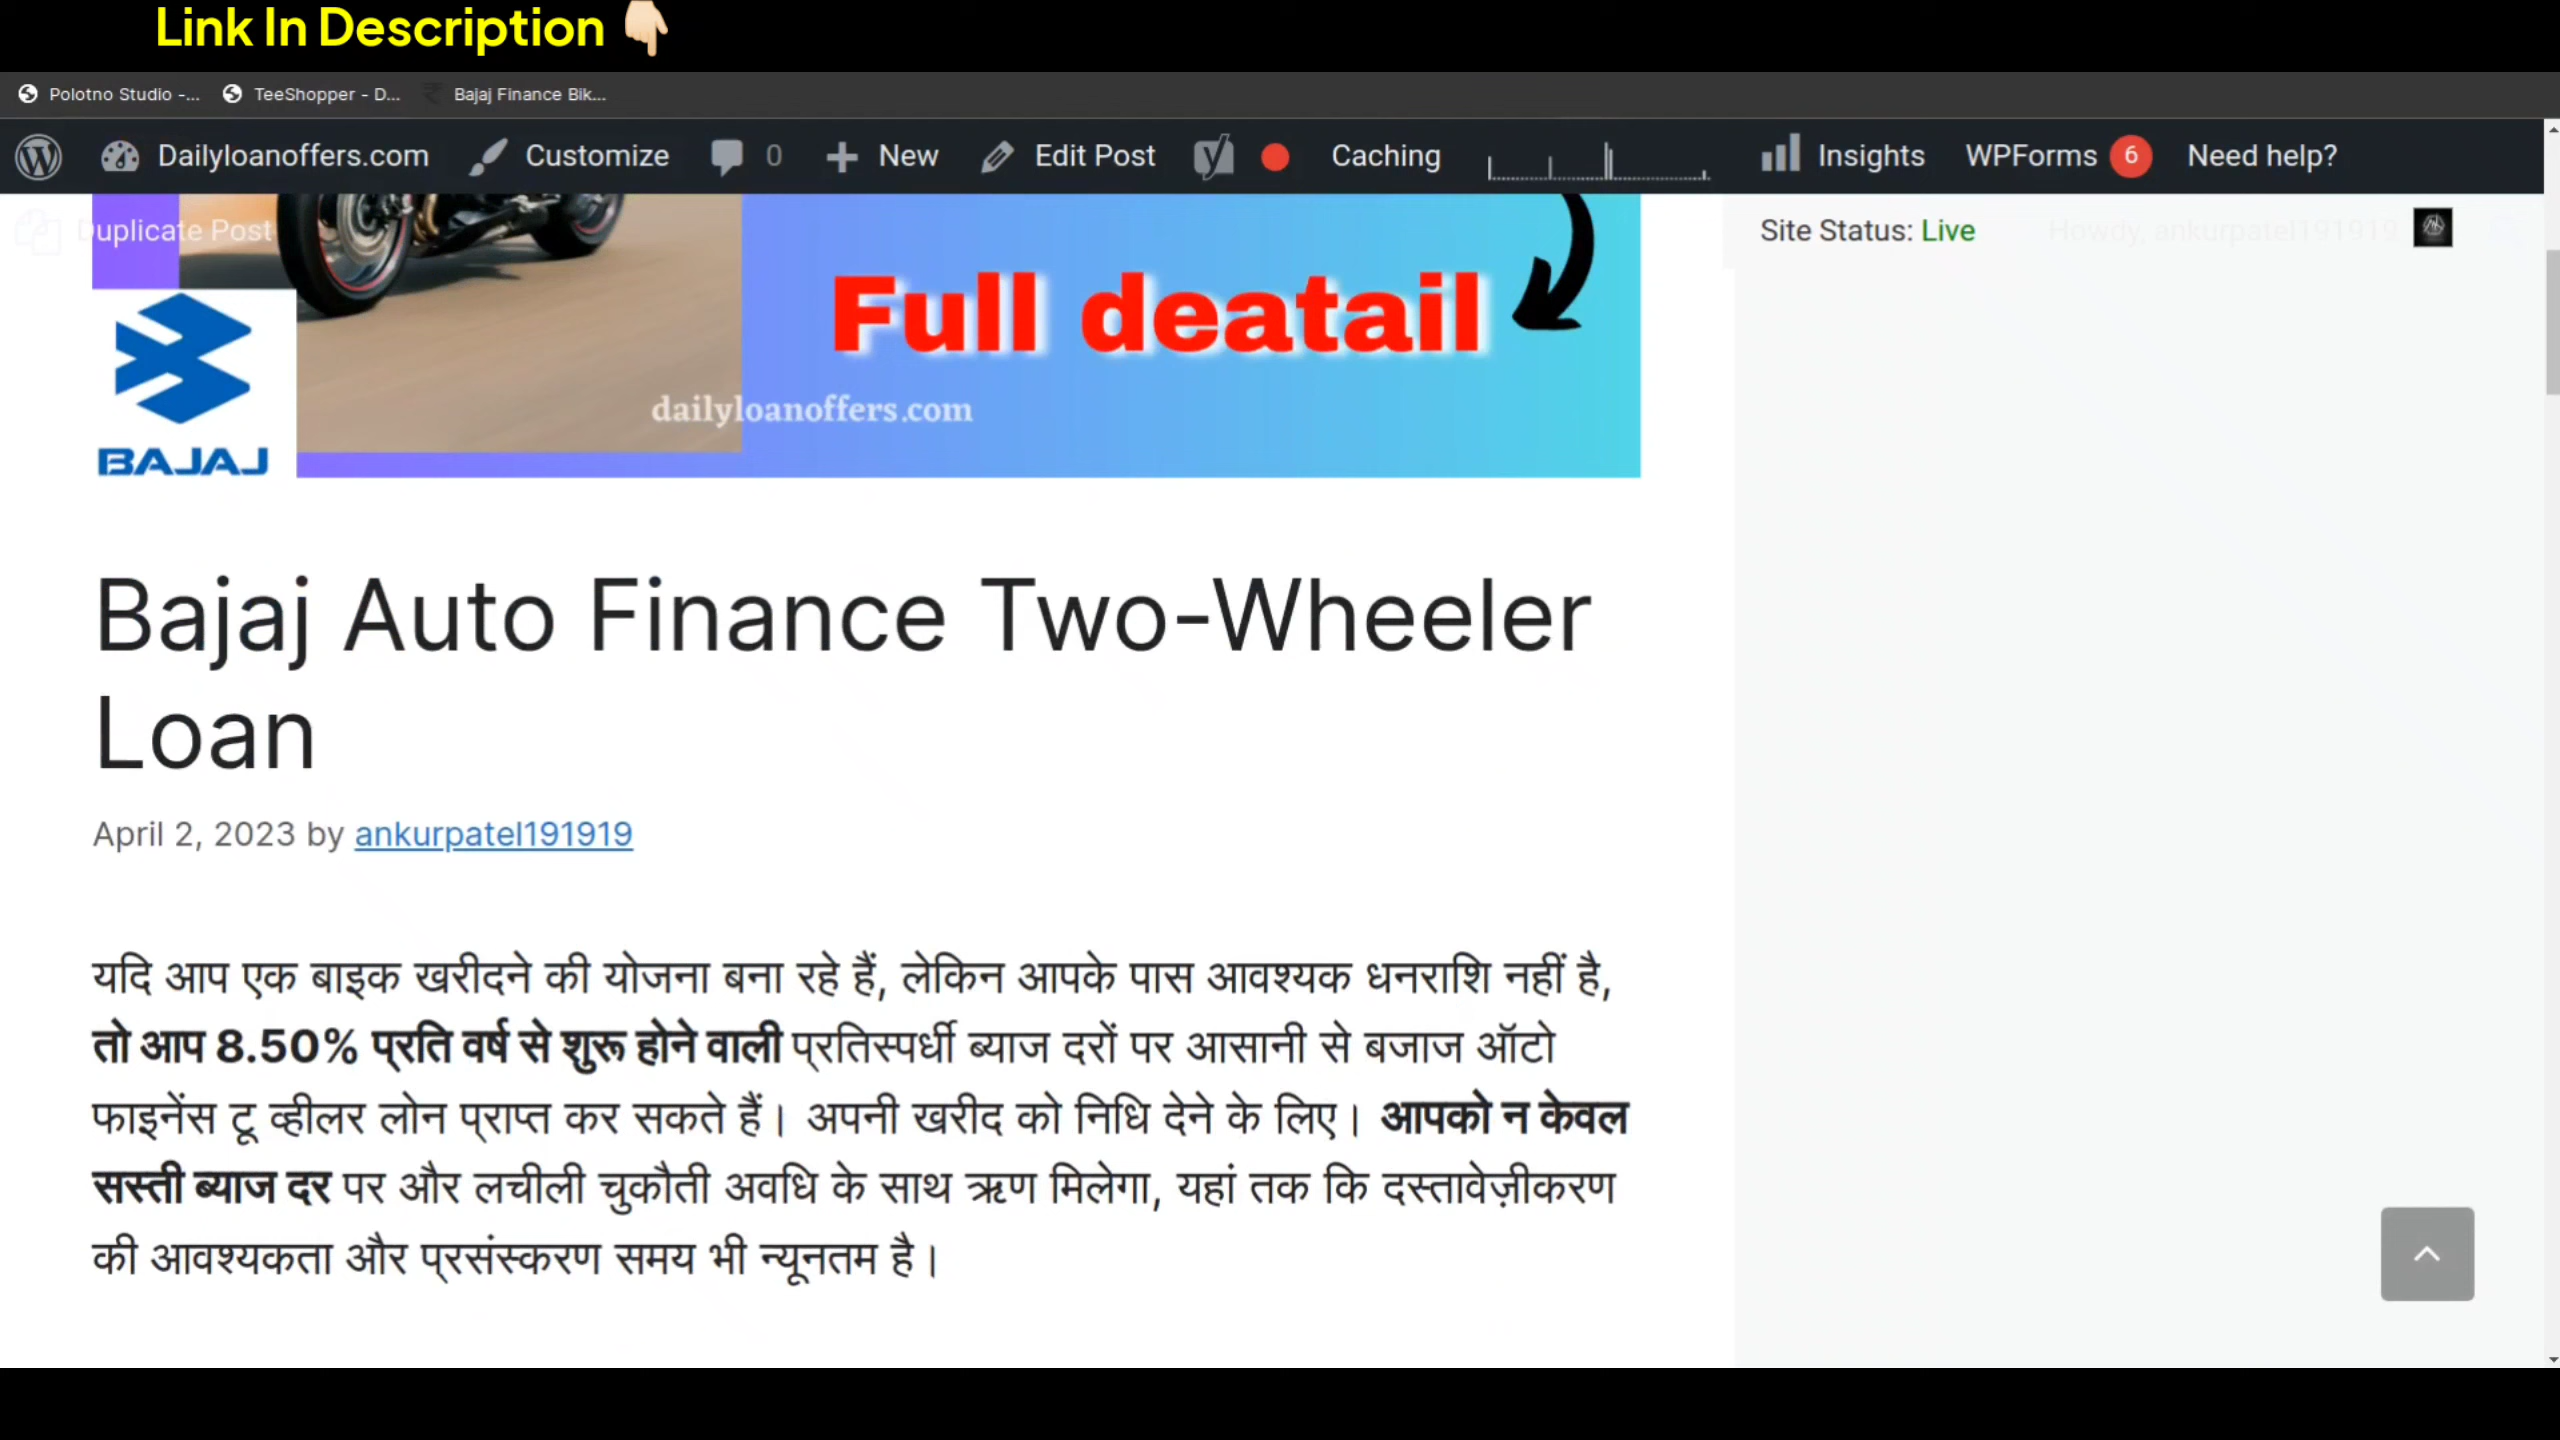 Link In Description
Polotno Studio -... TeeShopper - D... Bajaj Finance Bik...
Dailyloanoffers.com Customize 0 New Edit Post Caching Insights WPForms 6 Need help?
Duplicate Post Site Status: Live Howdy, ankurpatel191919
Full deatail
dailyloanoffers.com
BAJAJ
Bajaj Auto Finance Two-Wheeler
Loan
April 2, 2023 by ankurpatel191919
यदि आप एक बाइक खरीदने की योजना बना रहे हैं, लेकिन आपके पास आवश्यक धनराशि नहीं है,
तो आप 8.50% प्रति वर्ष से शुरू होने वाली प्रतिस्पर्धी ब्याज दरों पर आसानी से बजाज ऑटो
फाइनेंस टू व्हीलर लोन प्राप्त कर सकते हैं। अपनी खरीद को निधि देने के लिए। आपको न केवल
सस्ती ब्याज दर पर और लचीली चुकौती अवधि के साथ ऋण मिलेगा, यहां तक कि दस्तावेज़ीकरण
की आवश्यकता और प्रसंस्करण समय भी न्यूनतम है।